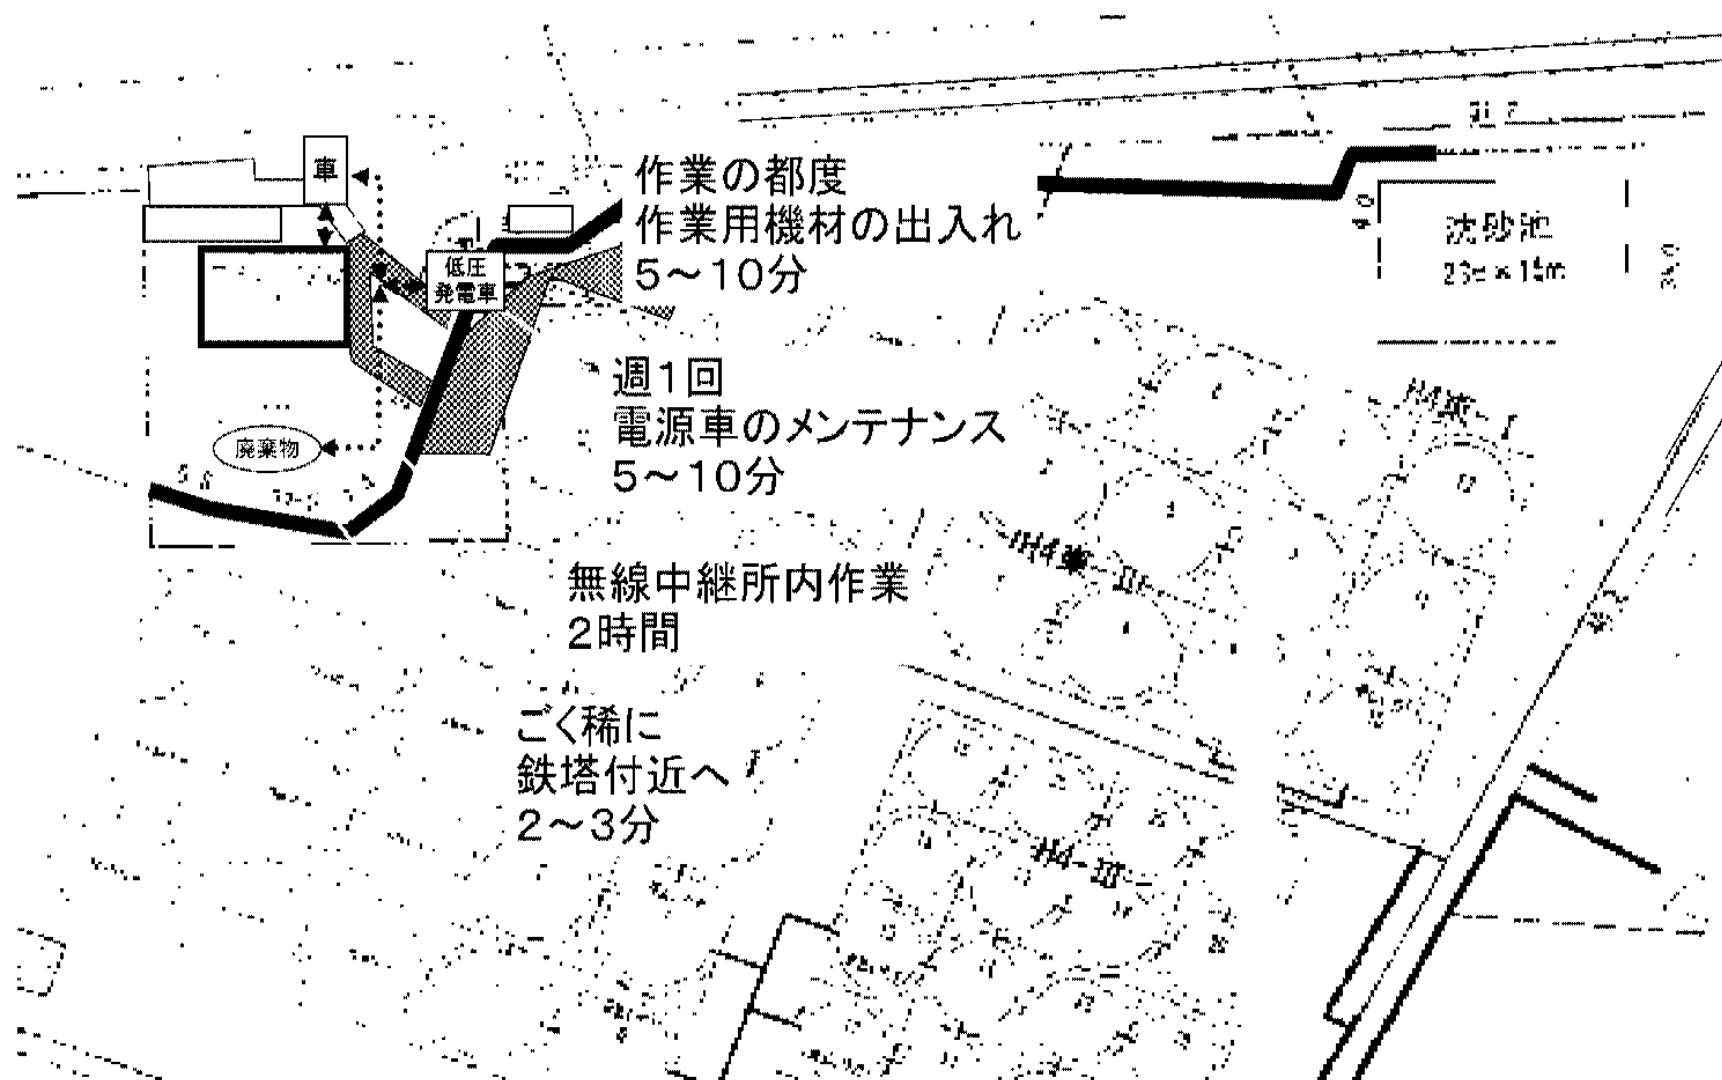 車
作業の都度
作業用機材の出入れ
5～10分
低圧
発電車
沈砂池
週1回
電源車のメンテナンス
5～10分
廃棄物
無線中継所内作業
2時間
ごく稀に
鉄塔付近へ
2～3分